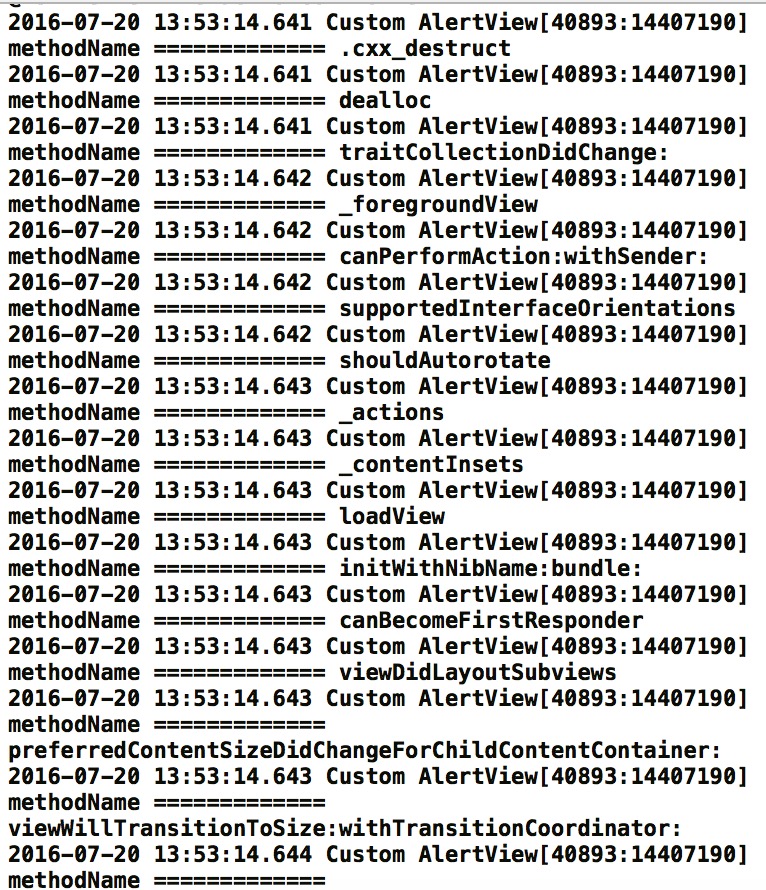 2016-07-20 13:53:14.641 Custom AlertView[40893:14407190]
methodName ============= .cxx_destruct
2016-07-20 13:53:14.641 Custom AlertView[40893:14407190]
methodName ============= dealloc
2016-07-20 13:53:14.641 Custom AlertView[40893:14407190]
methodName ============= traitCollectionDidChange:
2016-07-20 13:53:14.642 Custom AlertView[40893:14407190]
methodName ============= _foregroundView
2016-07-20 13:53:14.642 Custom AlertView[40893:14407190]
methodName ============= canPerformAction:withSender:
2016-07-20 13:53:14.642 Custom AlertView[40893:14407190]
methodName ============= supportedInterfaceOrientations
2016-07-20 13:53:14.642 Custom AlertView[40893:14407190]
methodName ============= shouldAutorotate
2016-07-20 13:53:14.643 Custom AlertView[40893:14407190]
methodName ============= _actions
2016-07-20 13:53:14.643 Custom AlertView[40893:14407190]
methodName ============= _contentInsets
2016-07-20 13:53:14.643 Custom AlertView[40893:14407190]
methodName ============= loadView
2016-07-20 13:53:14.643 Custom AlertView[40893:14407190]
methodName ============= initWithNibName:bundle:
2016-07-20 13:53:14.643 Custom AlertView[40893:14407190]
methodName ============= canBecomeFirstResponder
2016-07-20 13:53:14.643 Custom AlertView[40893:14407190]
methodName ============= viewDidLayoutSubviews
2016-07-20 13:53:14.643 Custom AlertView[40893:14407190]
methodName =============
preferredContentSizeDidChangeForChildContentContainer:
2016-07-20 13:53:14.643 Custom AlertView[40893:14407190]
methodName =============
viewWillTransitionToSize:withTransitionCoordinator:
2016-07-20 13:53:14.644 Custom AlertView[40893:14407190]
methodName =============